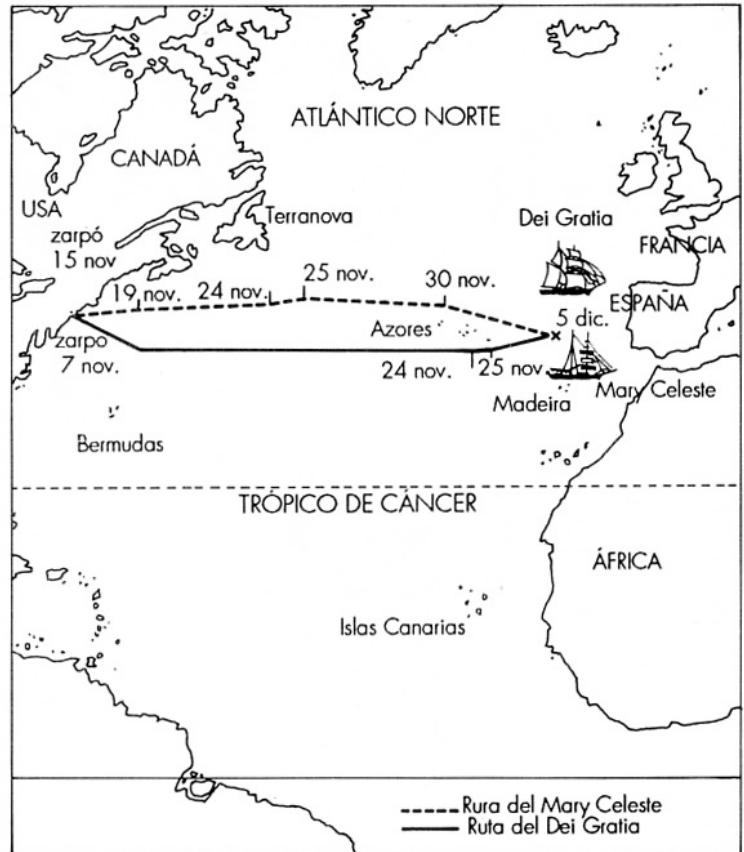 ATLÁNTICO NORTE
CANADÁ
USA
Terranova
Dei Gratia
zarpó
15 nov
FRANCIA
25 nov.
30 nov.
19 nov.
24 nov.
ESPAÑA
Azores
5 dic.
zarpo
7 nov.
24 nov.
25 nov.
Mary Celeste
Madeira
Bermudas
TRÓPICO DE CÁNCER
ÁFRICA
Islas Canarias
Rura del Mary Celeste
Ruta del Dei Gratia